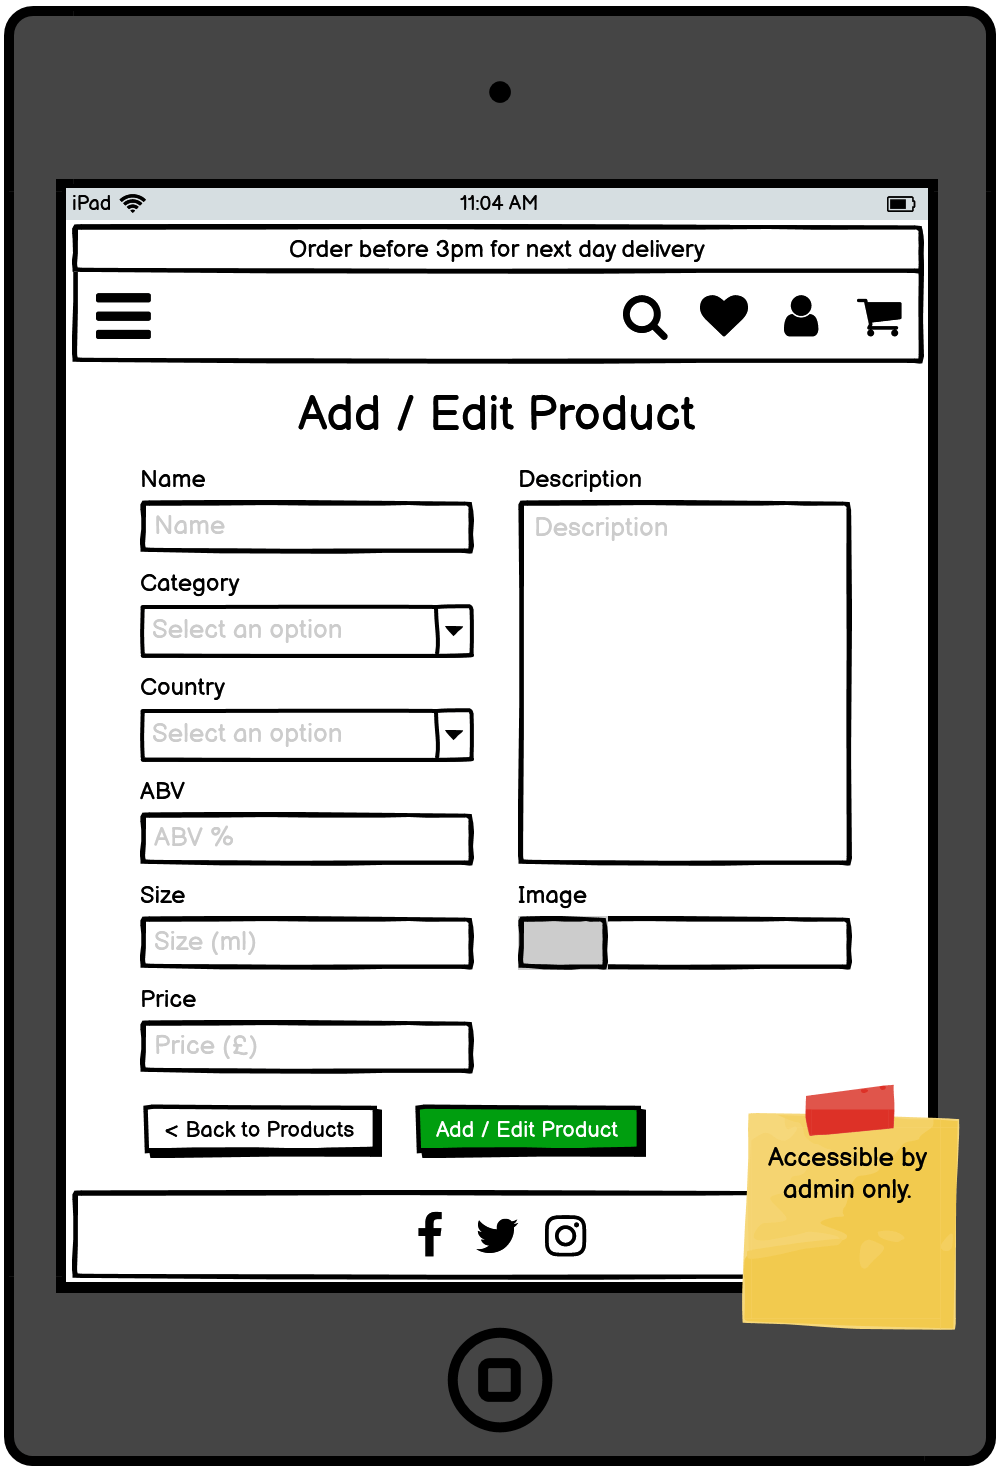 iPad
11:04 AM
Order before 3pm for next day delivery
Add / Edit Product
Name
Name
Category
Select an option
Country
Select an option
ABV
ABV %
Size
Size (ml)
Price
Price (£)
Description
Description
Image
< Back to Products
Add / Edit Product
Accessible by
admin only.